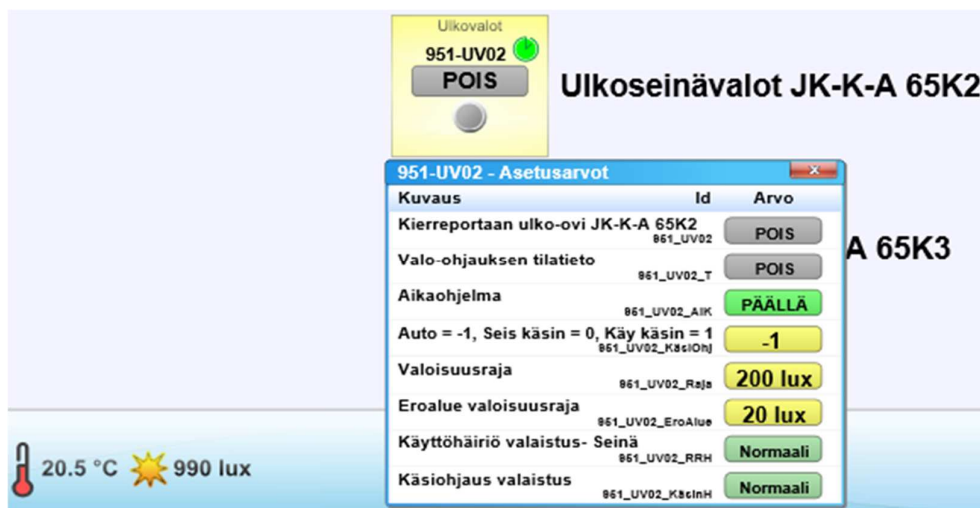 Ulkovalot
951-UV02
POIS
Ulkoseinävalot JK-K-A 65K2
951-UV02 - Asetusarvot
x
Kuvaus Id Arvo
Kierreportaan ulko-ovi JK-K-A 65K2
951_UV02
POIS
A 65K3
Valo-ohjauksen tilatieto
951_UV02_T
POIS
Aikaohjelma
951_UV02_AIK
PÄÄLLÄ
Auto = -1, Seis käsin = 0, Käy käsin = 1
951_UV02_KäsiOhj
-1
Valoisuusraja
951_UV02_Raja
200 lux
Eroalue valoisuusraja
951_UV02_EroAlue
20 lux
Käyttöhäiriö valaistus- Seinä
951_UV02_RRH
Normaali
Käsiohjaus valaistus
951_UV02_KäsinH
Normaali
20.5 °C 990 lux